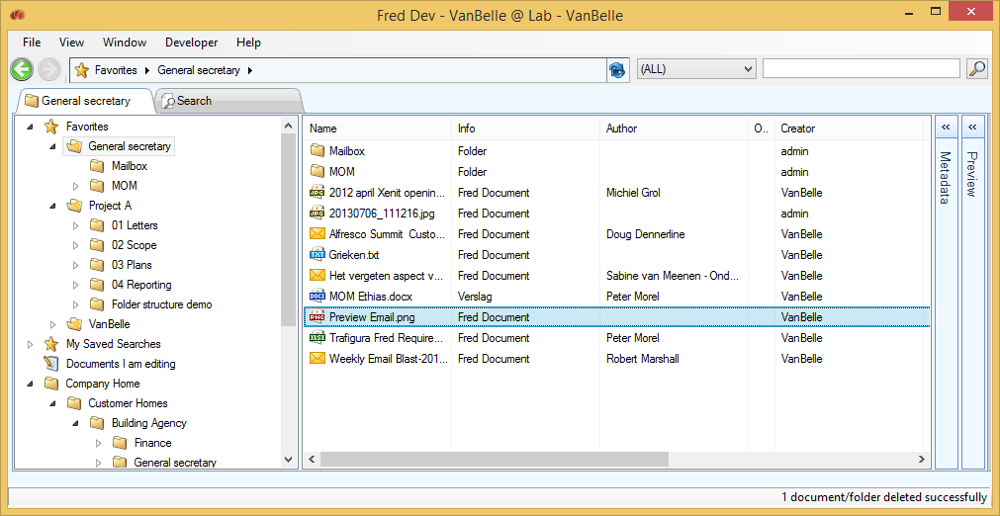 Fred Dev - VanBelle @ Lab - VanBelle
File View Window Developer Help
Favorites General secretary (ALL)
General secretary Search
Favorites
General secretary
Mailbox
MOM
Project A
01 Letters
02 Scope
03 Plans
04 Reporting
Folder structure demo
VanBelle
My Saved Searches
Documents I am editing
Company Home
Customer Homes
Building Agency
Finance
General secretary
Name Info Author O.. Creator
Mailbox Folder admin
MOM Folder admin
JPG 2012 april Xenit openin... Fred Document Michiel Grol VanBelle
JPG 20130706_111216.jpg Fred Document admin
Alfresco Summit Custo... Fred Document Doug Dennerline VanBelle
TXT Grieken.txt Fred Document VanBelle
Het vergeten aspect v... Fred Document Sabine van Meenen - Ond... VanBelle
DOCX MOM Ethias.docx Verslag Peter Morel VanBelle
PNG Preview Email.png Fred Document VanBelle
XLSX Trafigura Fred Require... Fred Document Peter Morel VanBelle
Weekly Email Blast-201... Fred Document Robert Marshall VanBelle
Metadata
Preview
1 document/folder deleted successfully